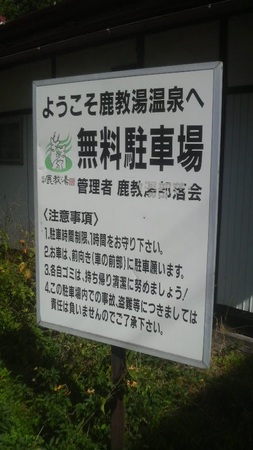 ようこそ鹿教湯温泉へ
無料駐車場
鹿教湯
管理者 鹿教湯部落会
〈注意事項〉
1.駐車時間制限、1時間をお守り下さい。
2.お車は、前向き(車の前部)に駐車願います。
3.各自ゴミは、持ち帰り清潔に努めましょう!
4.この駐車場内での事故、盗難等につきましては
責任は負いませんのでご了承下さい。